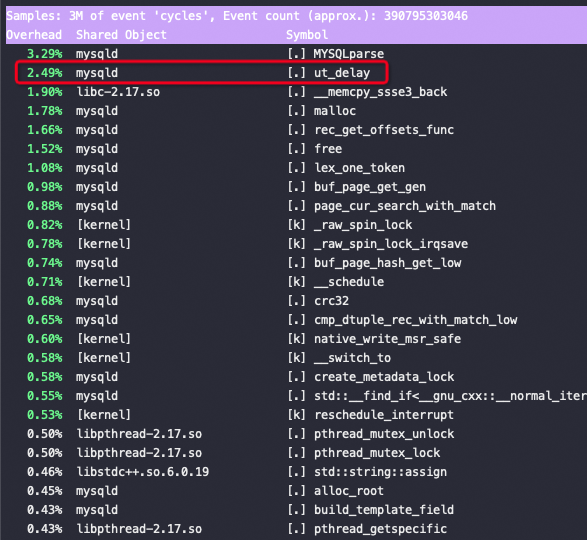 Samples: 3M of event 'cycles', Event count (approx.): 390795303046
Overhead  Shared Object  Symbol
3.29%  mysqld  [.] MYSQLparse
2.49%  mysqld  [.] ut_delay
1.90%  libc-2.17.so  [.] __memcpy_ssse3_back
1.78%  mysqld  [.] malloc
1.66%  mysqld  [.] rec_get_offsets_func
1.52%  mysqld  [.] free
1.08%  mysqld  [.] lex_one_token
0.98%  mysqld  [.] buf_page_get_gen
0.88%  mysqld  [.] page_cur_search_with_match
0.82%  [kernel]  [k] _raw_spin_lock
0.78%  [kernel]  [k] _raw_spin_lock_irqsave
0.74%  mysqld  [.] buf_page_hash_get_low
0.71%  [kernel]  [k] __schedule
0.68%  mysqld  [.] crc32
0.65%  mysqld  [.] cmp_dtuple_rec_with_match_low
0.60%  [kernel]  [k] native_write_msr_safe
0.58%  [kernel]  [k] __switch_to
0.58%  mysqld  [.] create_metadata_lock
0.55%  mysqld  [.] std::__find_if<__gnu_cxx::__normal_iter
0.53%  [kernel]  [k] reschedule_interrupt
0.50%  libpthread-2.17.so  [.] pthread_mutex_unlock
0.50%  libpthread-2.17.so  [.] pthread_mutex_lock
0.46%  libstdc++.so.6.0.19  [.] std::string::assign
0.45%  mysqld  [.] alloc_root
0.43%  mysqld  [.] build_template_field
0.43%  libpthread-2.17.so  [.] pthread_getspecific